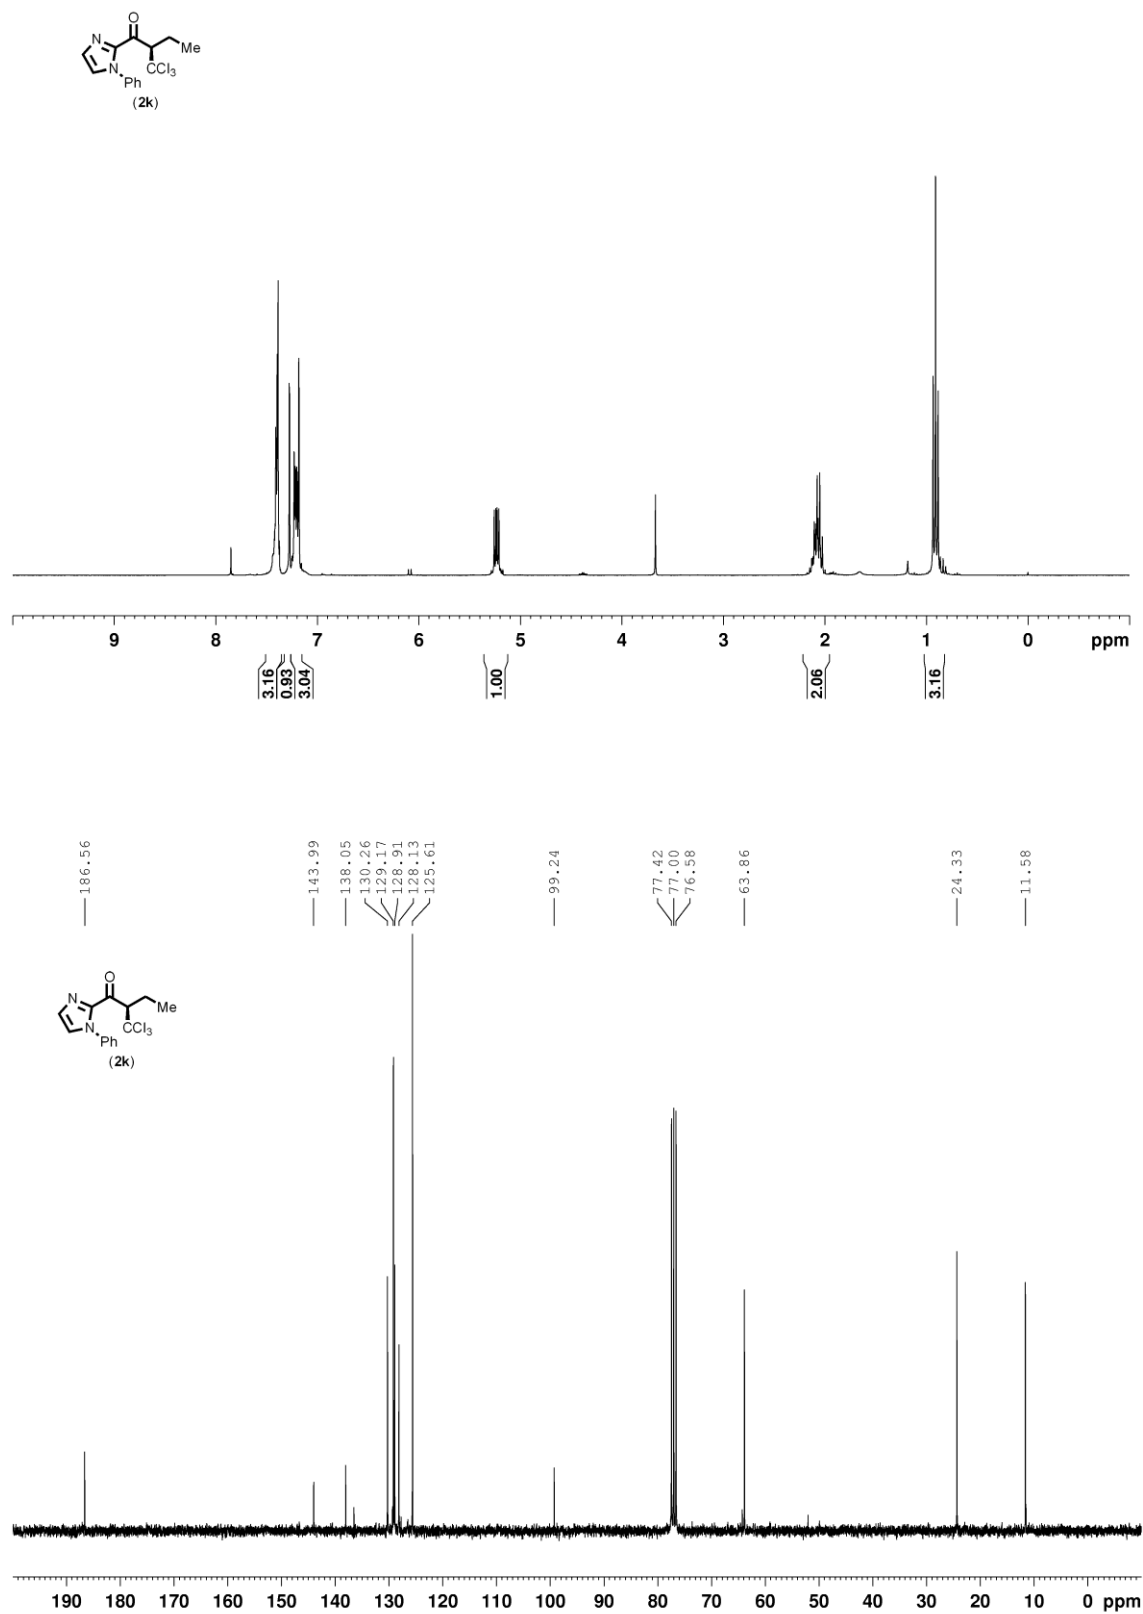 O
N
Me
N
CCl3
Ph
(2k)
9 8 7 6 5 4 3 2 1 0 ppm
3.16 0.93 3.04 1.00 2.06 3.16
186.56
143.99
138.05
130.26
129.17
128.91
128.13
125.61
99.24
77.42
77.00
76.58
63.86
24.33
11.58
O
N
Me
N
CCl3
Ph
(2k)
190 180 170 160 150 140 130 120 110 100 90 80 70 60 50 40 30 20 10 0 ppm